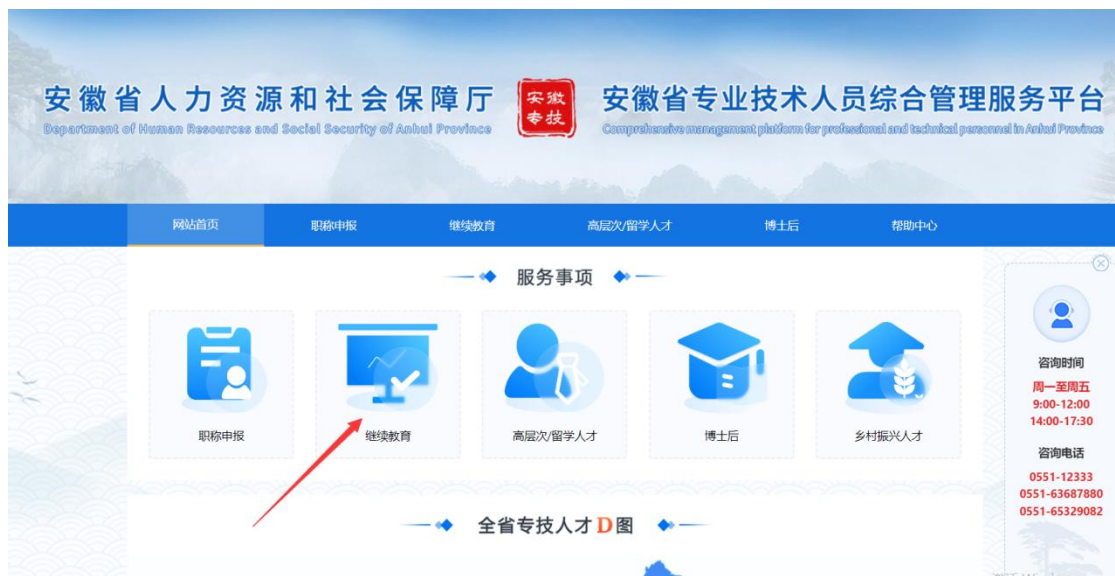 安徽省人力资源和社会保障厅
Department of Human Resources and Social Security of Anhui Province
安徽
专技
安徽省专业技术人员综合管理服务平台
Comprehensive management platform for professional and technical personnel in Anhui Province
网站首页 职称申报 继续教育 高层次/留学人才 博士后 帮助中心
服务事项
职称申报 继续教育 高层次/留学人才 博士后 乡村振兴人才
全省专技人才D图
咨询时间
周一至周五
9:00-12:00
14:00-17:30
咨询电话
0551-12333
0551-63687880
0551-65329082